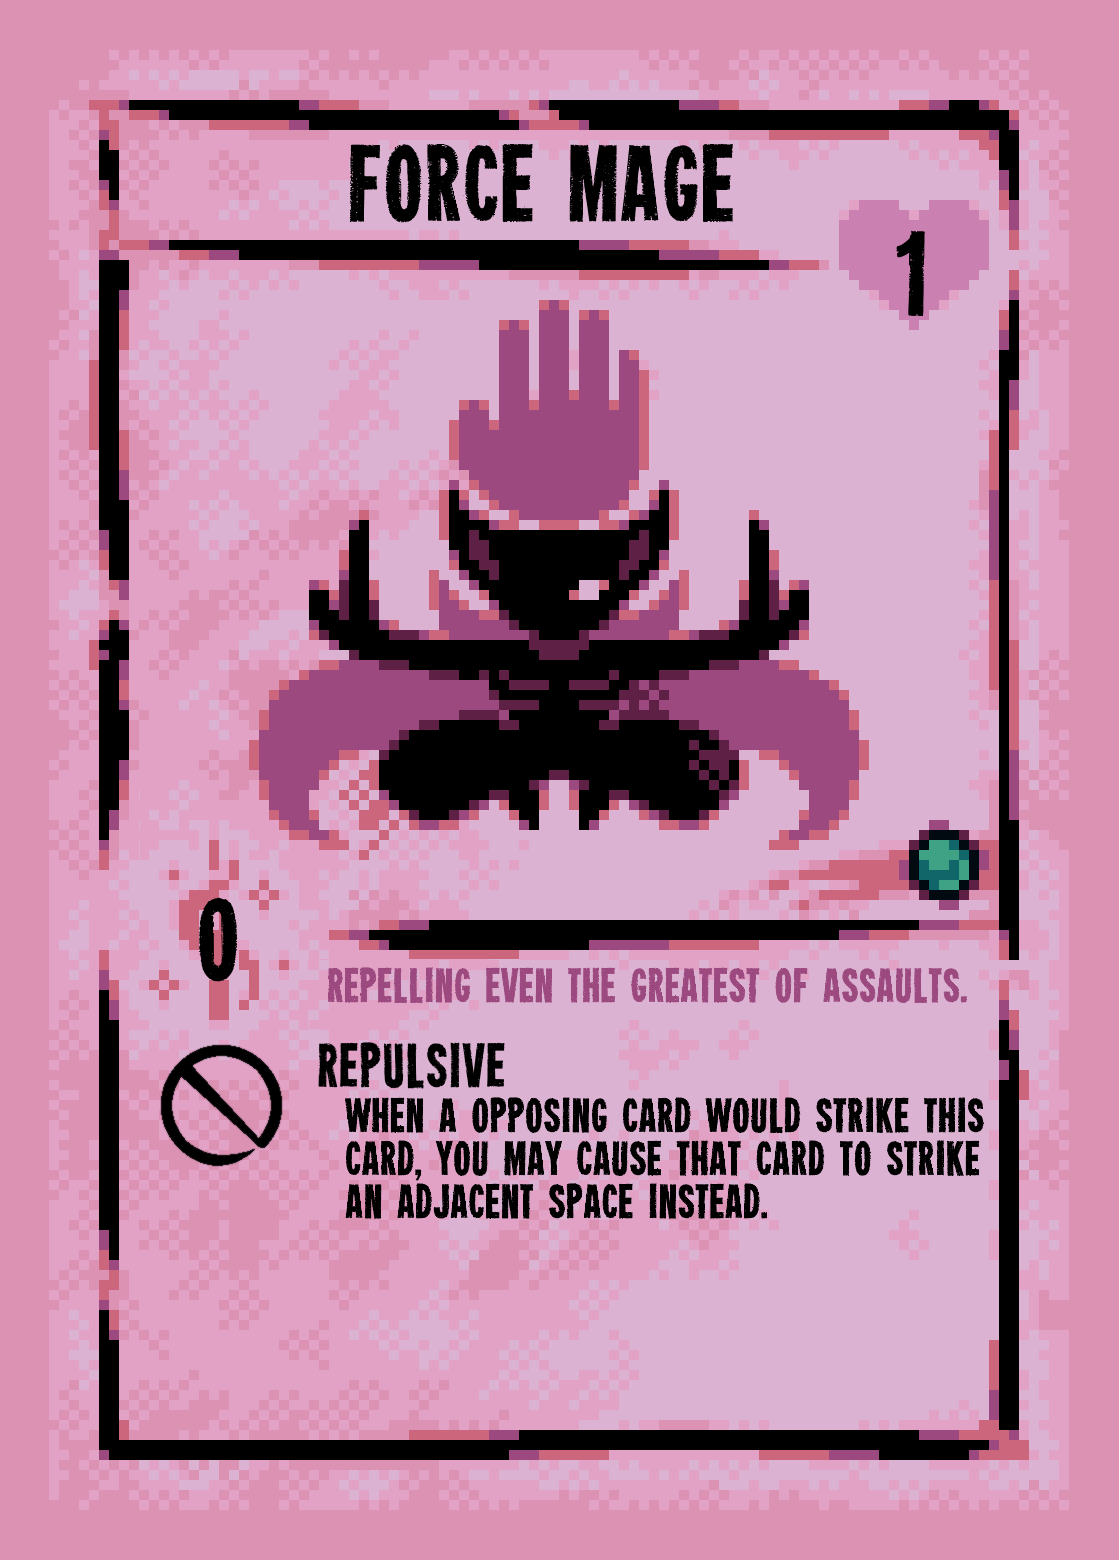 FORCE MAGE
1
0
REPELLING EVEN THE GREATEST OF ASSAULTS.
REPULSIVE
WHEN A OPPOSING CARD WOULD STRIKE THIS
CARD, YOU MAY CAUSE THAT CARD TO STRIKE
AN ADJACENT SPACE INSTEAD.